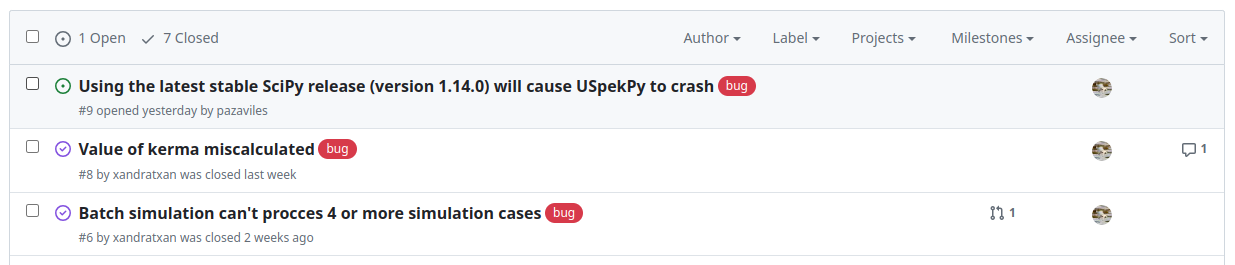 1 Open 7 Closed Author Label Projects Milestones Assignee Sort
Using the latest stable SciPy release (version 1.14.0) will cause USpekPy to crash bug
#9 opened yesterday by pazaviles
Value of kerma miscalculated bug 1
#8 by xandratxan was closed last week
Batch simulation can't procces 4 or more simulation cases bug 1
#6 by xandratxan was closed 2 weeks ago